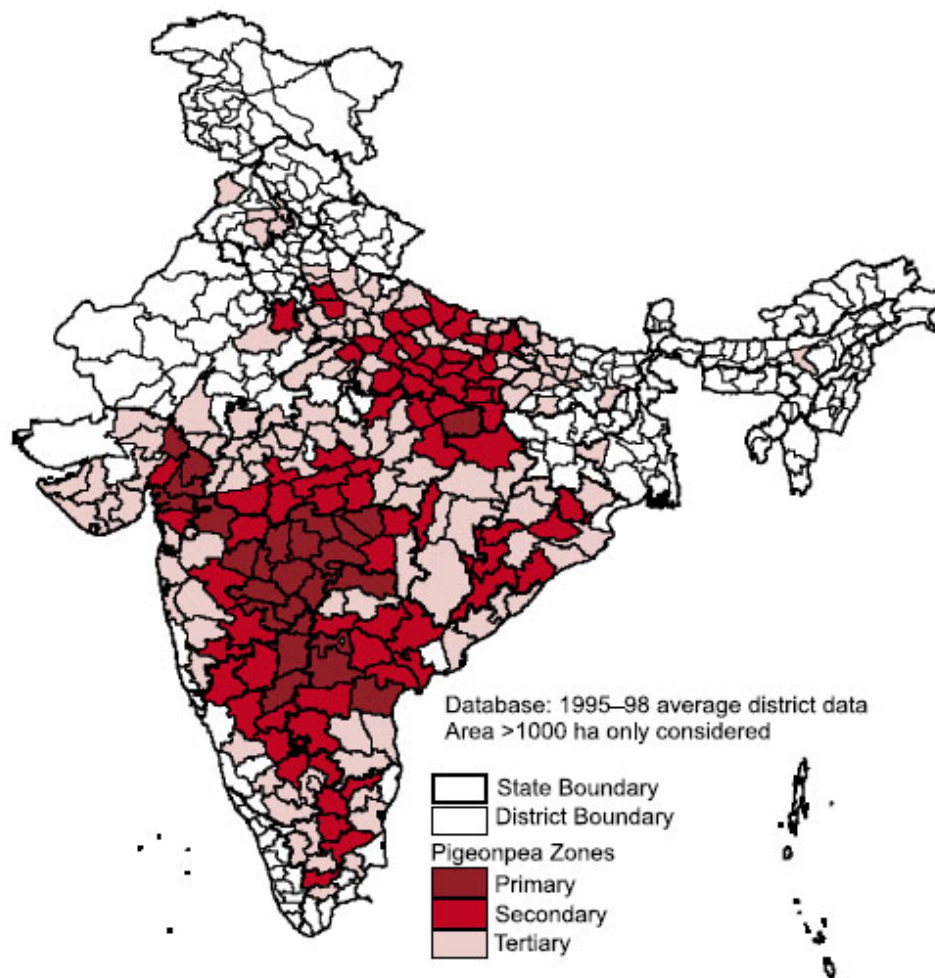 Database: 1995–98 average district data
Area >1000 ha only considered
State Boundary
District Boundary
Pigeonpea Zones
Primary
Secondary
Tertiary